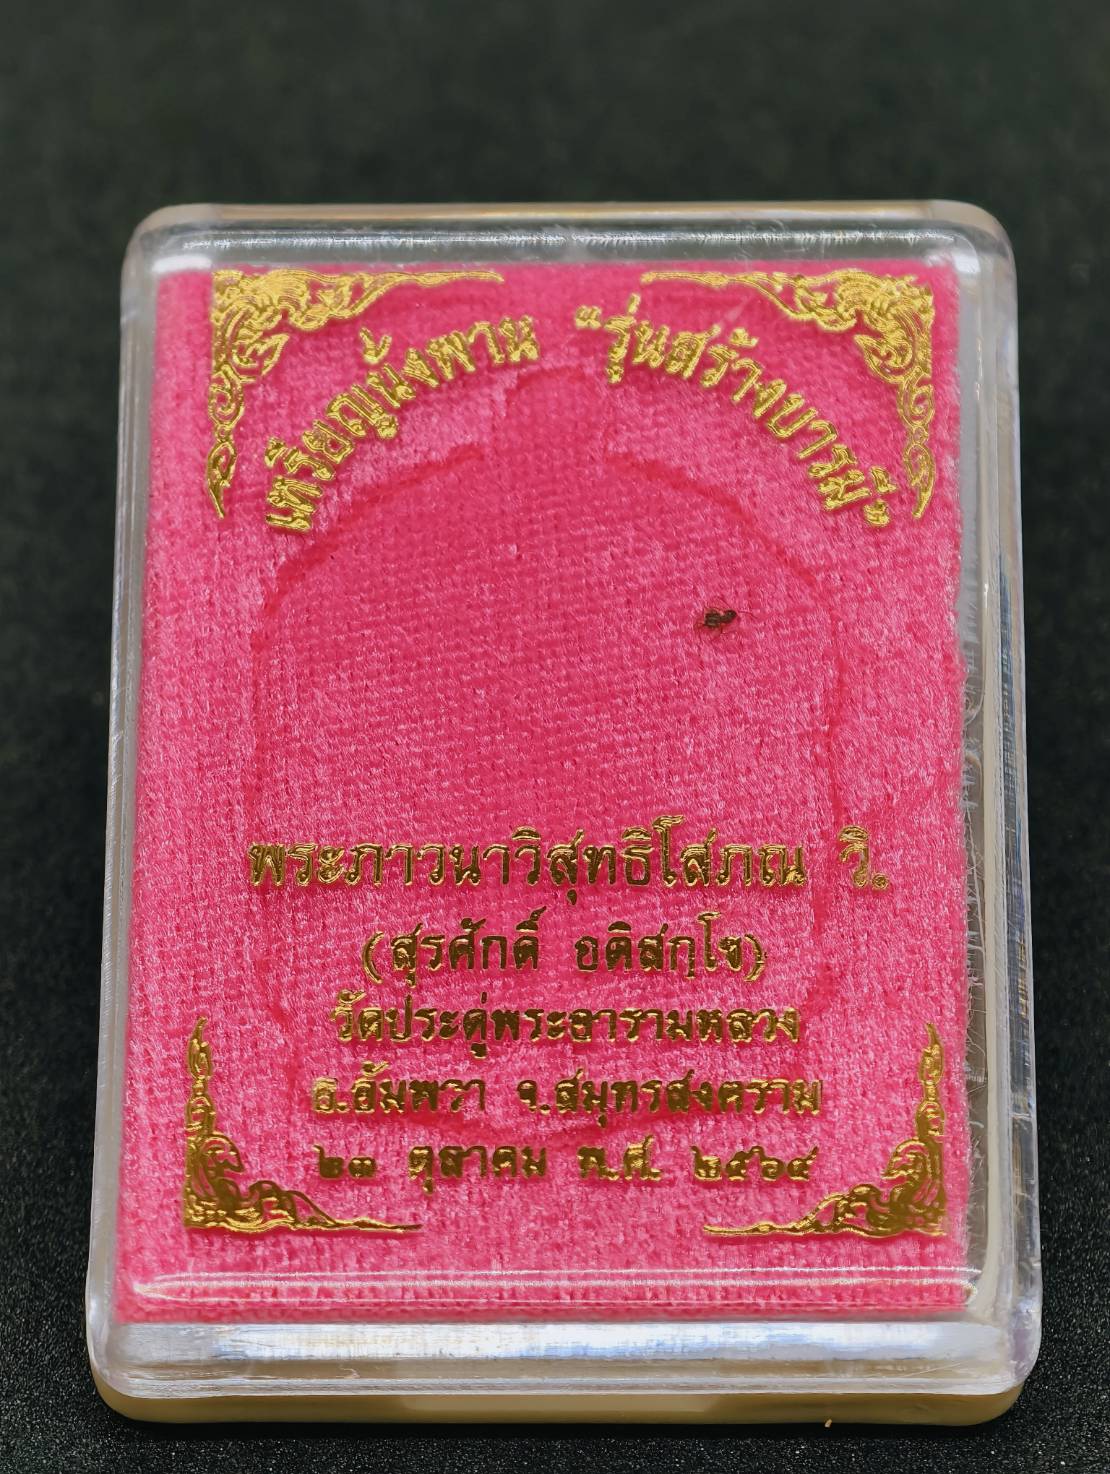 เหรียญนั่งพาน "รุ่นสร้างบารมี"
พระภาวนาวิสุทธิโสภณ วิ.
(สุรศักดิ์ อดิสกฺโข)
วัดประดู่พระอารามหลวง
อ.อัมพวา จ.สมุทรสงคราม
๒๓ ตุลาคม พ.ศ. ๒๕๖๔